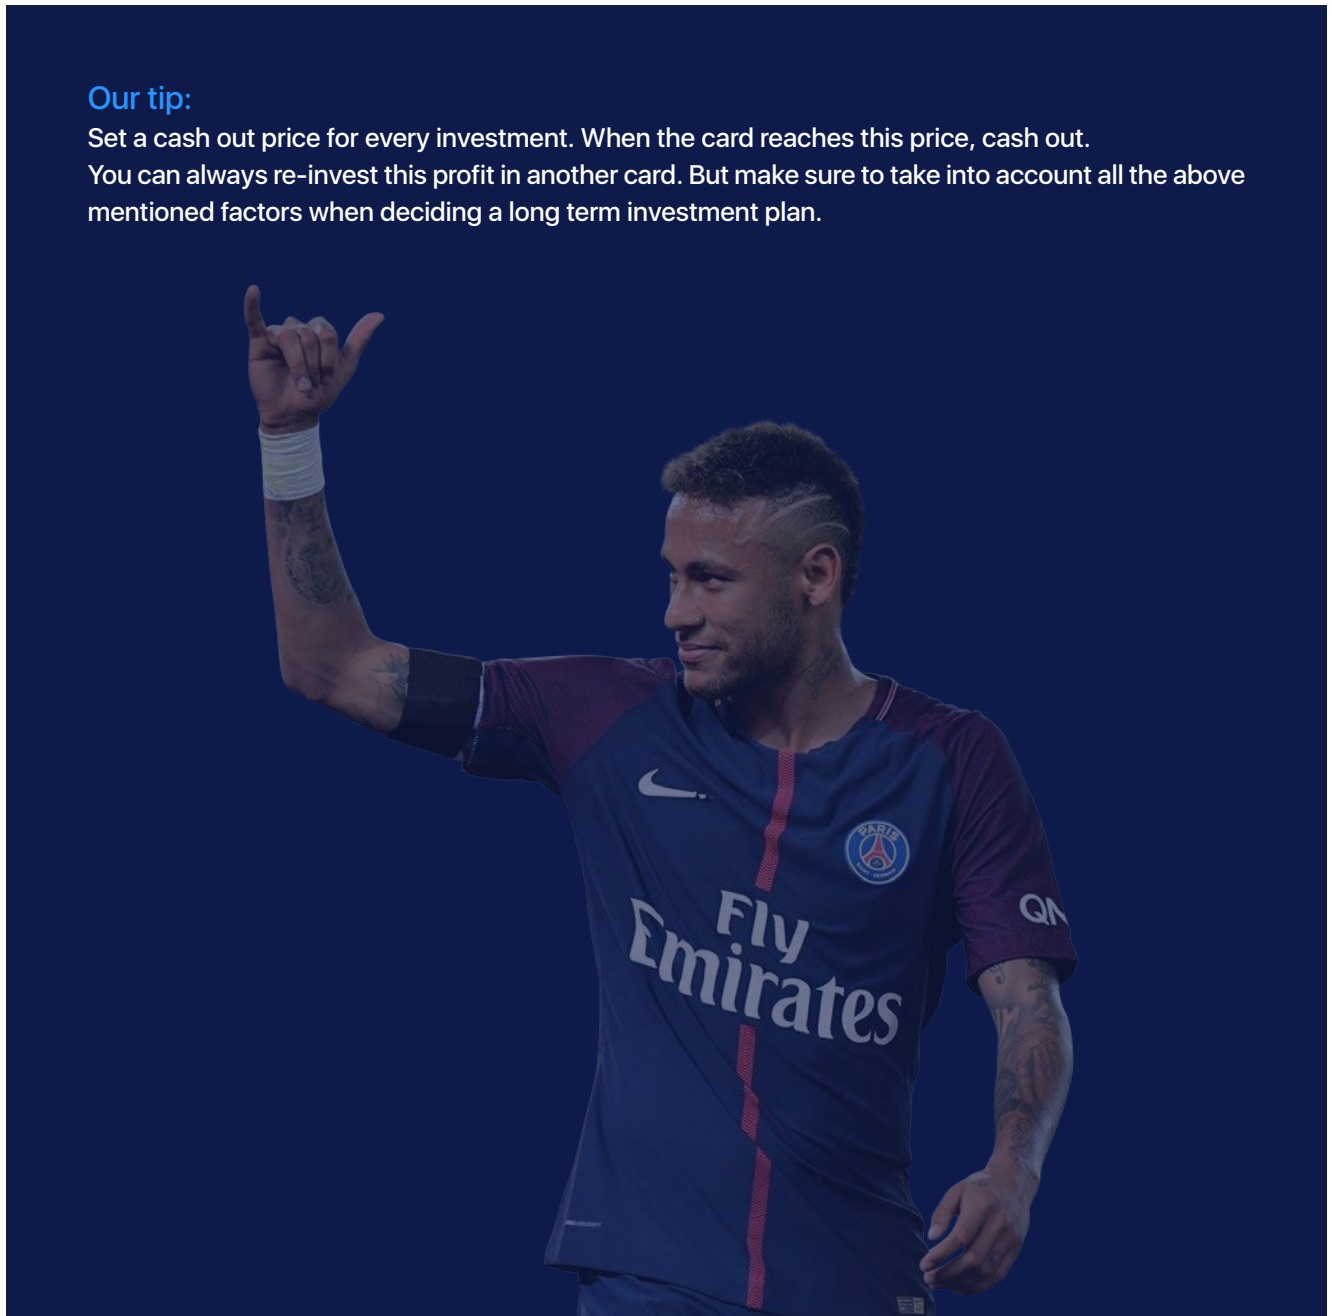 Our tip:
Set a cash out price for every investment. When the card reaches this price, cash out.
You can always re-invest this profit in another card. But make sure to take into account all the above
mentioned factors when deciding a long term investment plan.
PARIS
QN
Fly
Emirates